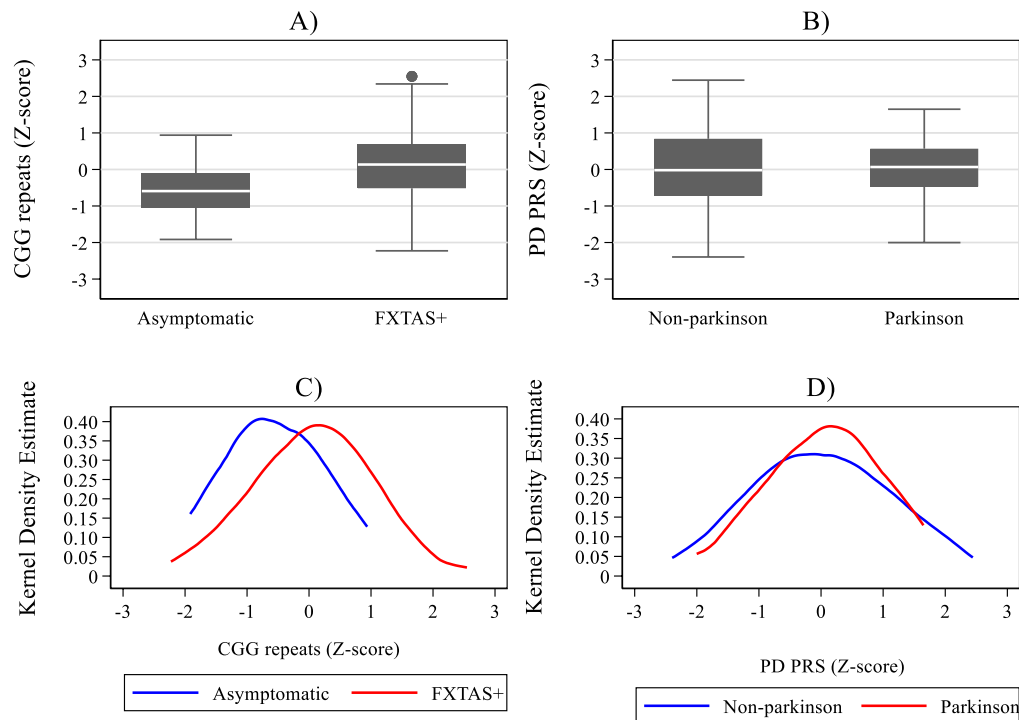 A)
CGG repeats (Z-score)
3
2
1
0
-1
-2
-3
Asymptomatic FXTAS+
B)
PD PRS (Z-score)
3
2
1
0
-1
-2
-3
Non-parkinson Parkinson
C)
Kernel Density Estimate
0.40
0.35
0.30
0.25
0.20
0.15
0.10
0.05
0
-3 -2 -1 0 1 2 3
CGG repeats (Z-score)
Asymptomatic FXTAS+
D)
Kernel Density Estimate
0.40
0.35
0.30
0.25
0.20
0.15
0.10
0.05
0
-3 -2 -1 0 1 2 3
PD PRS (Z-score)
Non-parkinson Parkinson